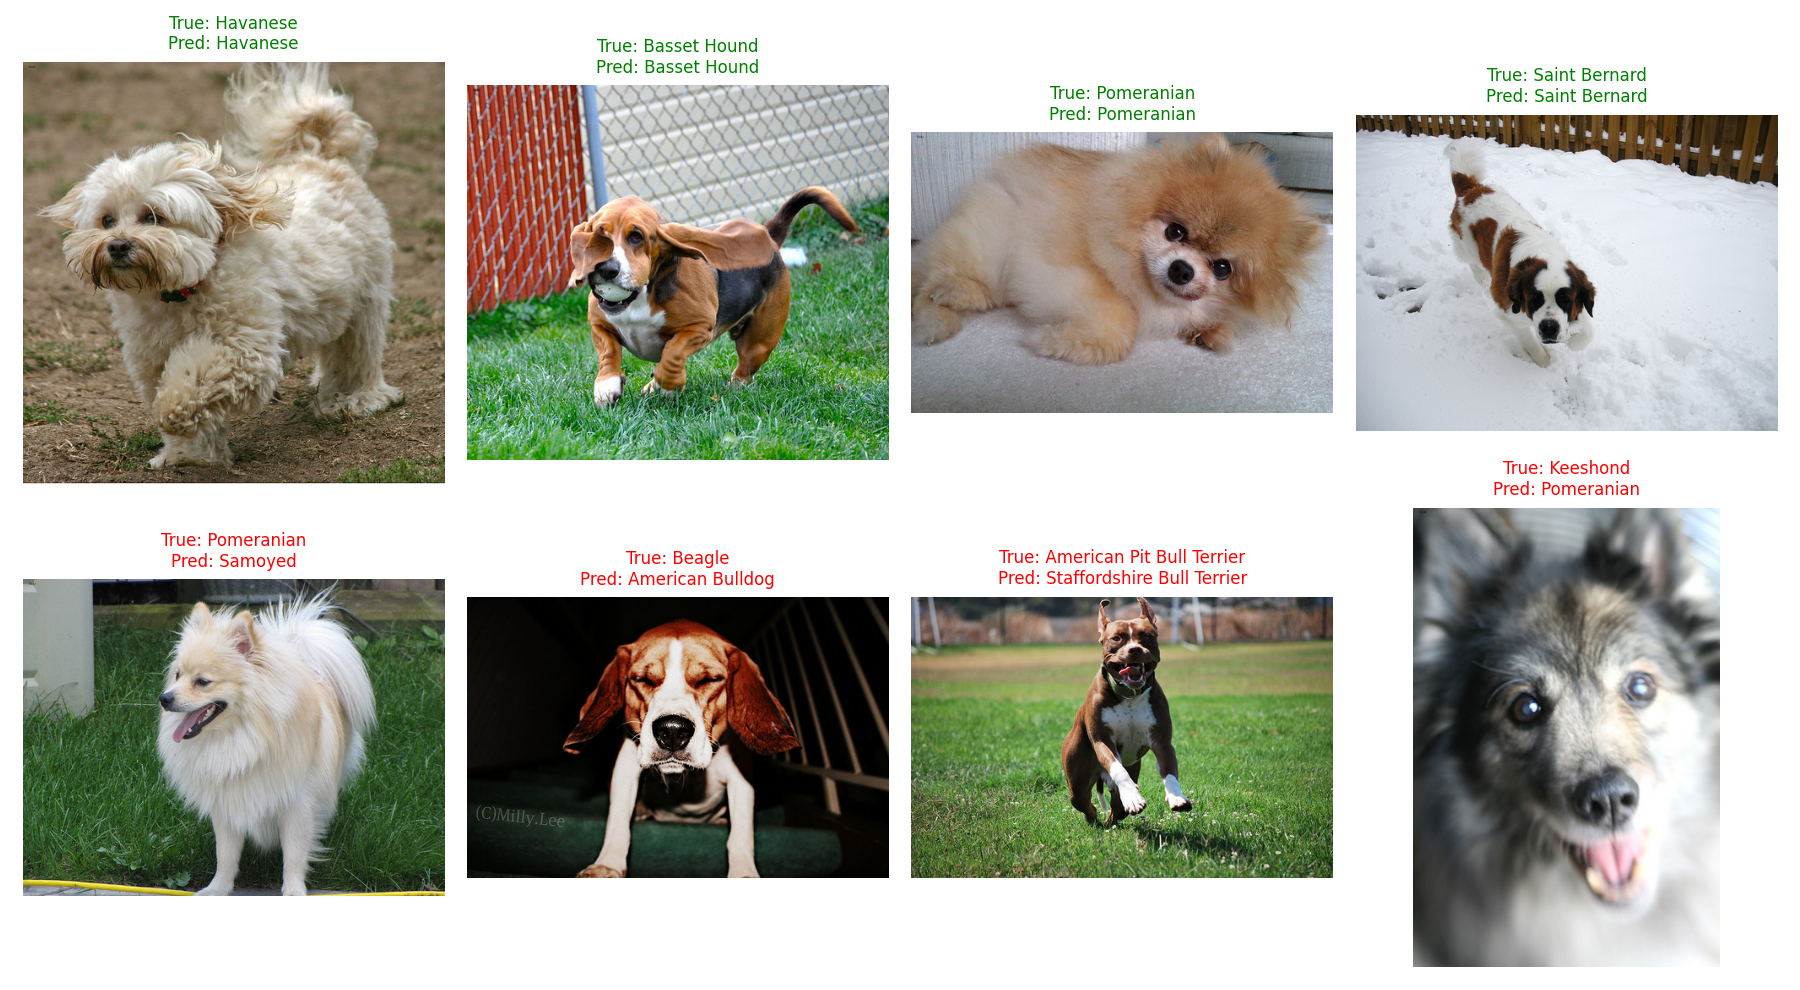 True: Havanese
Pred: Havanese
True: Basset Hound
Pred: Basset Hound
True: Pomeranian
Pred: Pomeranian
True: Saint Bernard
Pred: Saint Bernard
True: Pomeranian
Pred: Samoyed
True: Beagle
Pred: American Bulldog
(C)Milly.Lee
True: American Pit Bull Terrier
Pred: Staffordshire Bull Terrier
True: Keeshond
Pred: Pomeranian